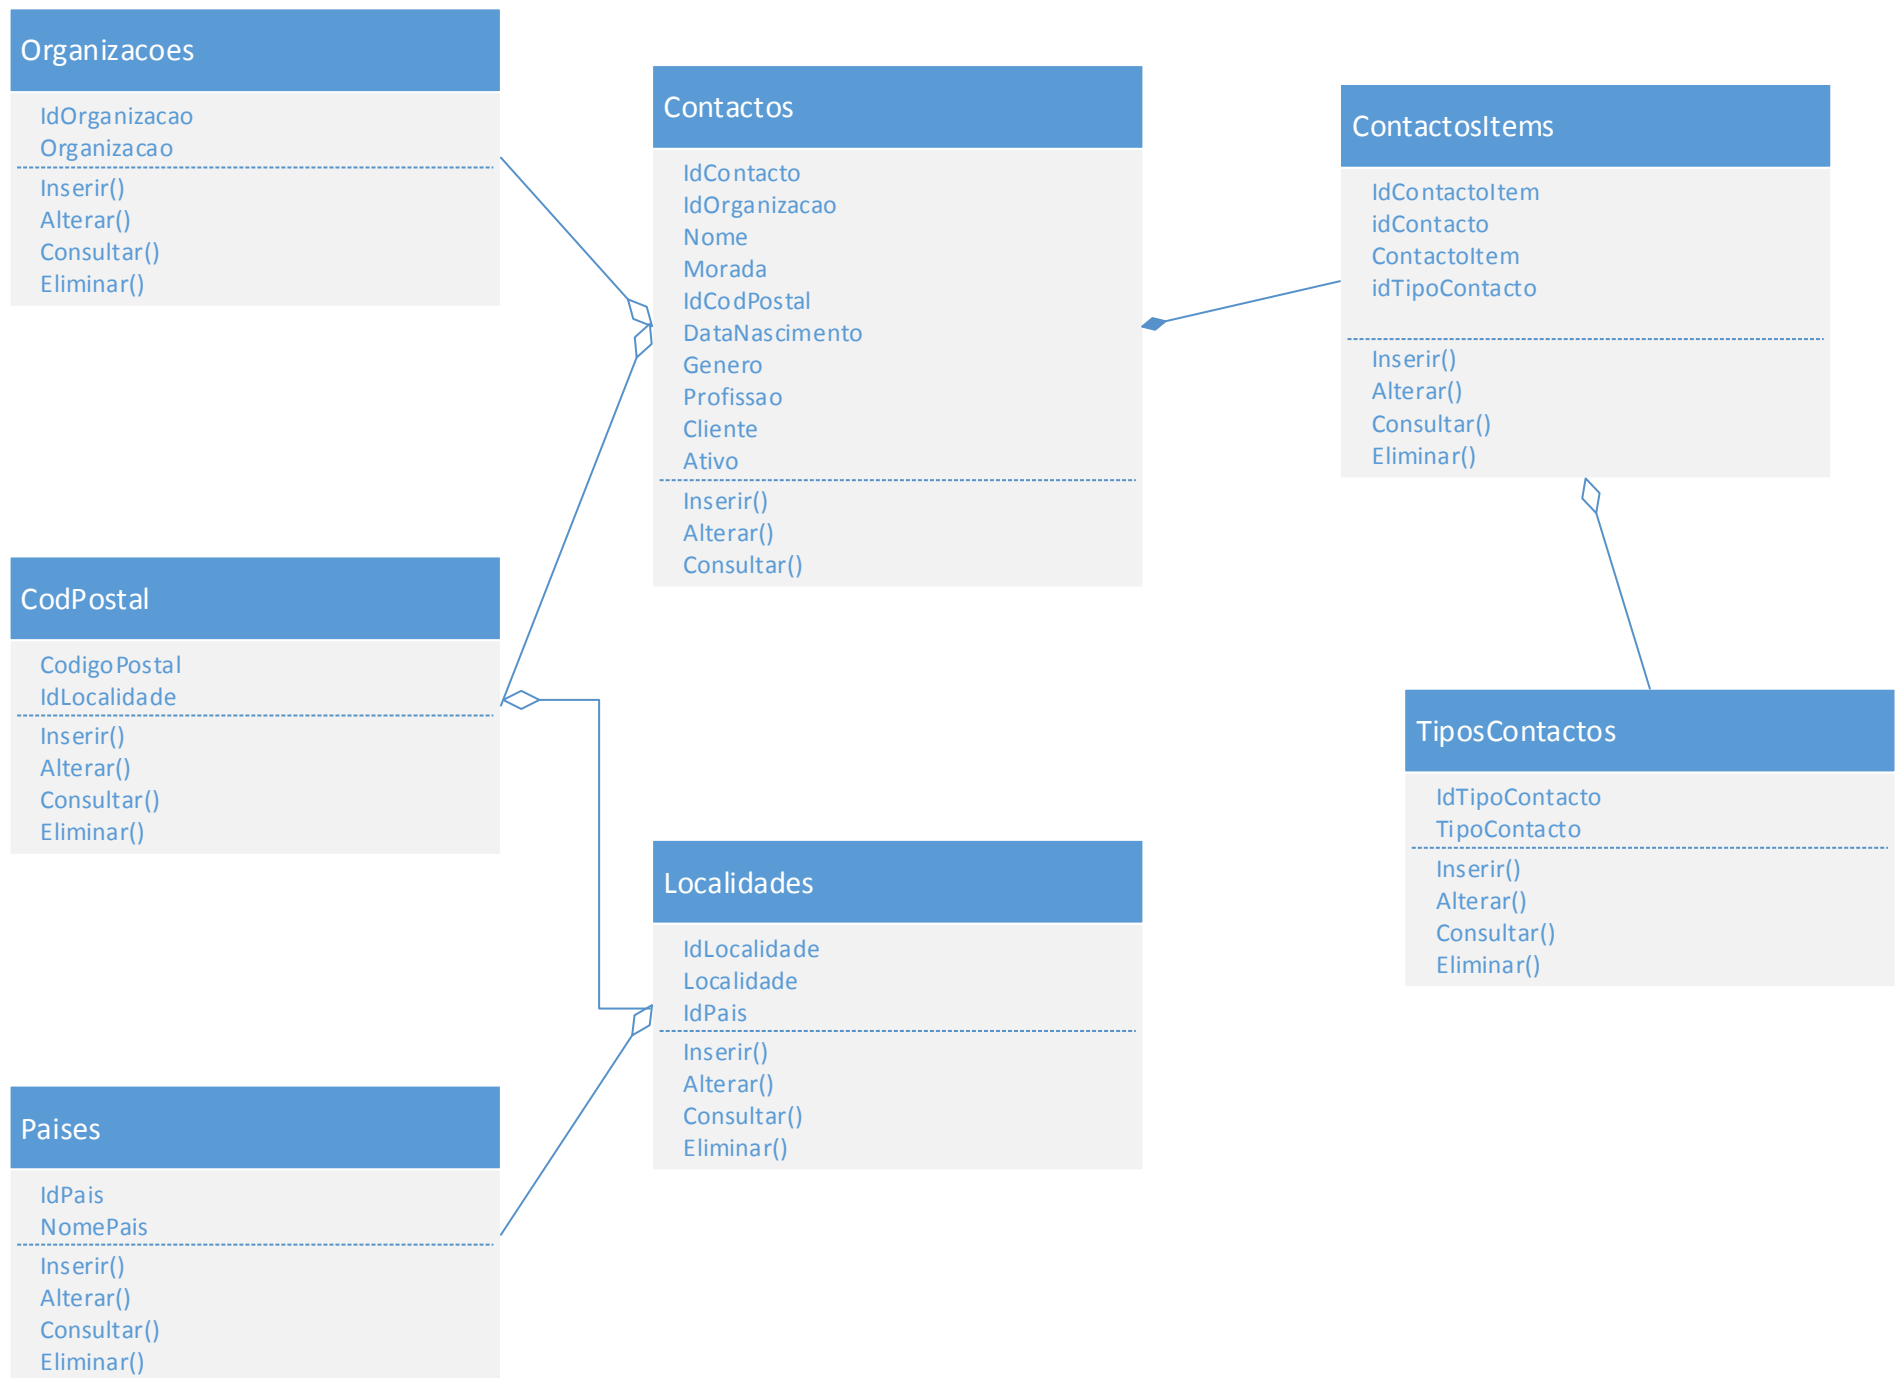 Organizacoes
IdOrganizacao
Organizacao
Inserir()
Alterar()
Consultar()
Eliminar()
Contactos
IdContacto
IdOrganizacao
Nome
Morada
IdCodPostal
DataNascimento
Genero
Profissao
Cliente
Ativo
Inserir()
Alterar()
Consultar()
ContactosItems
IdContactoItem
idContacto
ContactoItem
idTipoContacto
Inserir()
Alterar()
Consultar()
Eliminar()
CodPostal
CodigoPostal
IdLocalidade
Inserir()
Alterar()
Consultar()
Eliminar()
Localidades
IdLocalidade
Localidade
IdPais
Inserir()
Alterar()
Consultar()
Eliminar()
TiposContactos
IdTipoContacto
TipoContacto
Inserir()
Alterar()
Consultar()
Eliminar()
Paises
IdPais
NomePais
Inserir()
Alterar()
Consultar()
Eliminar()